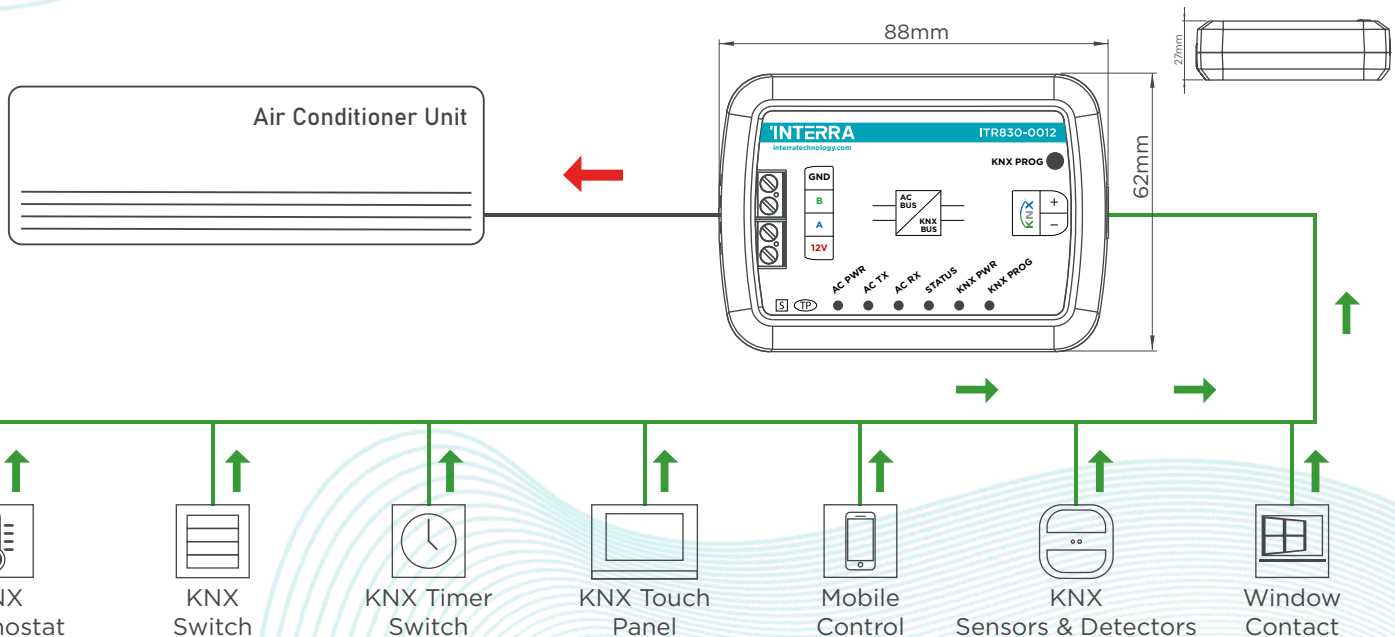 88mm
27mm
Air Conditioner Unit
62mm
INTERRA
ITR830-0012
interratechnology.com
KNX PROG
GND
B
A
12V
AC
BUS
KNX
BUS
KNX
+
−
AC PWR
AC TX
AC RX
STATUS
KNX PWR
KNX PROG
S
TP
NX
nostat
KNX
Switch
KNX Timer
Switch
KNX Touch
Panel
Mobile
Control
KNX
Sensors & Detectors
Window
Contact